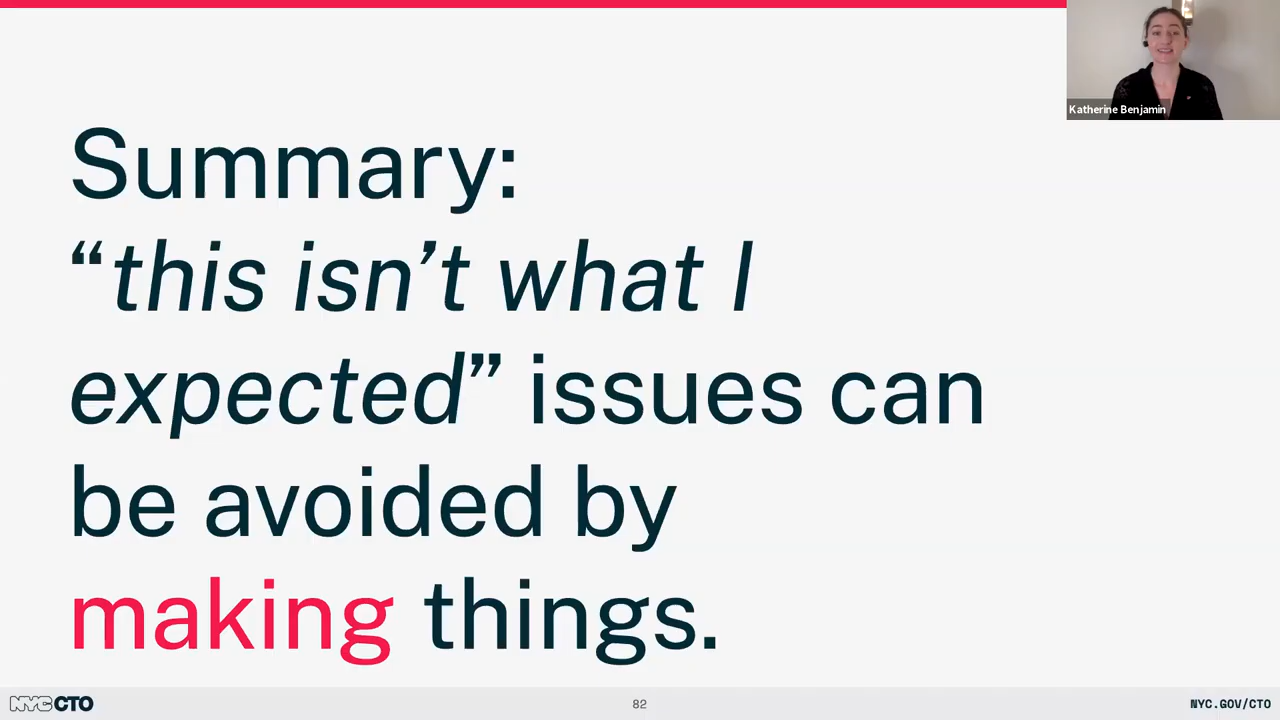 Katherine Benjamin
Summary:
“this isn’t what I
expected” issues can
be avoided by
making things.
NYC CTO
82
NYC.GOV/CTO